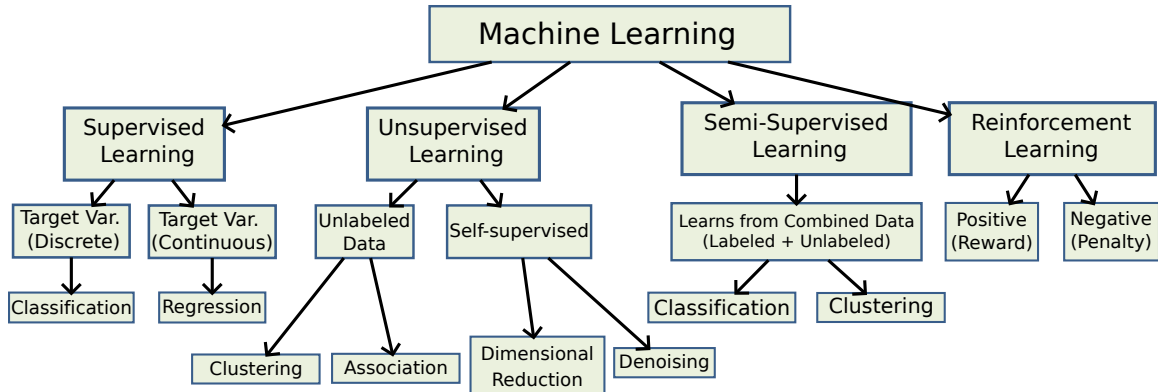 Machine Learning
Supervised
Learning
Unsupervised
Learning
Semi-Supervised
Learning
Reinforcement
Learning
Target Var.
(Discrete)
Target Var.
(Continuous)
Unlabeled
Data
Self-supervised
Learns from Combined Data
(Labeled + Unlabeled)
Positive
(Reward)
Negative
(Penalty)
Classification
Regression
Classification
Clustering
Clustering
Association
Dimensional
Reduction
Denoising